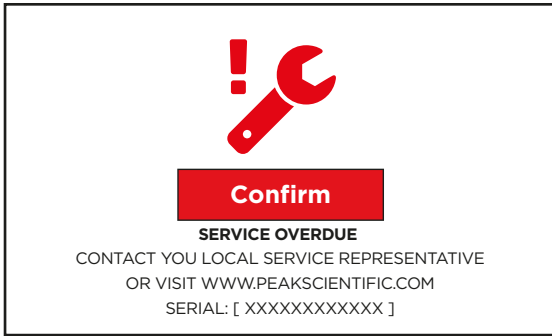 Confirm
SERVICE OVERDUE
CONTACT YOU LOCAL SERVICE REPRESENTATIVE
OR VISIT WWW.PEAKSCIENTIFIC.COM
SERIAL: [ XXXXXXXXXXXX ]